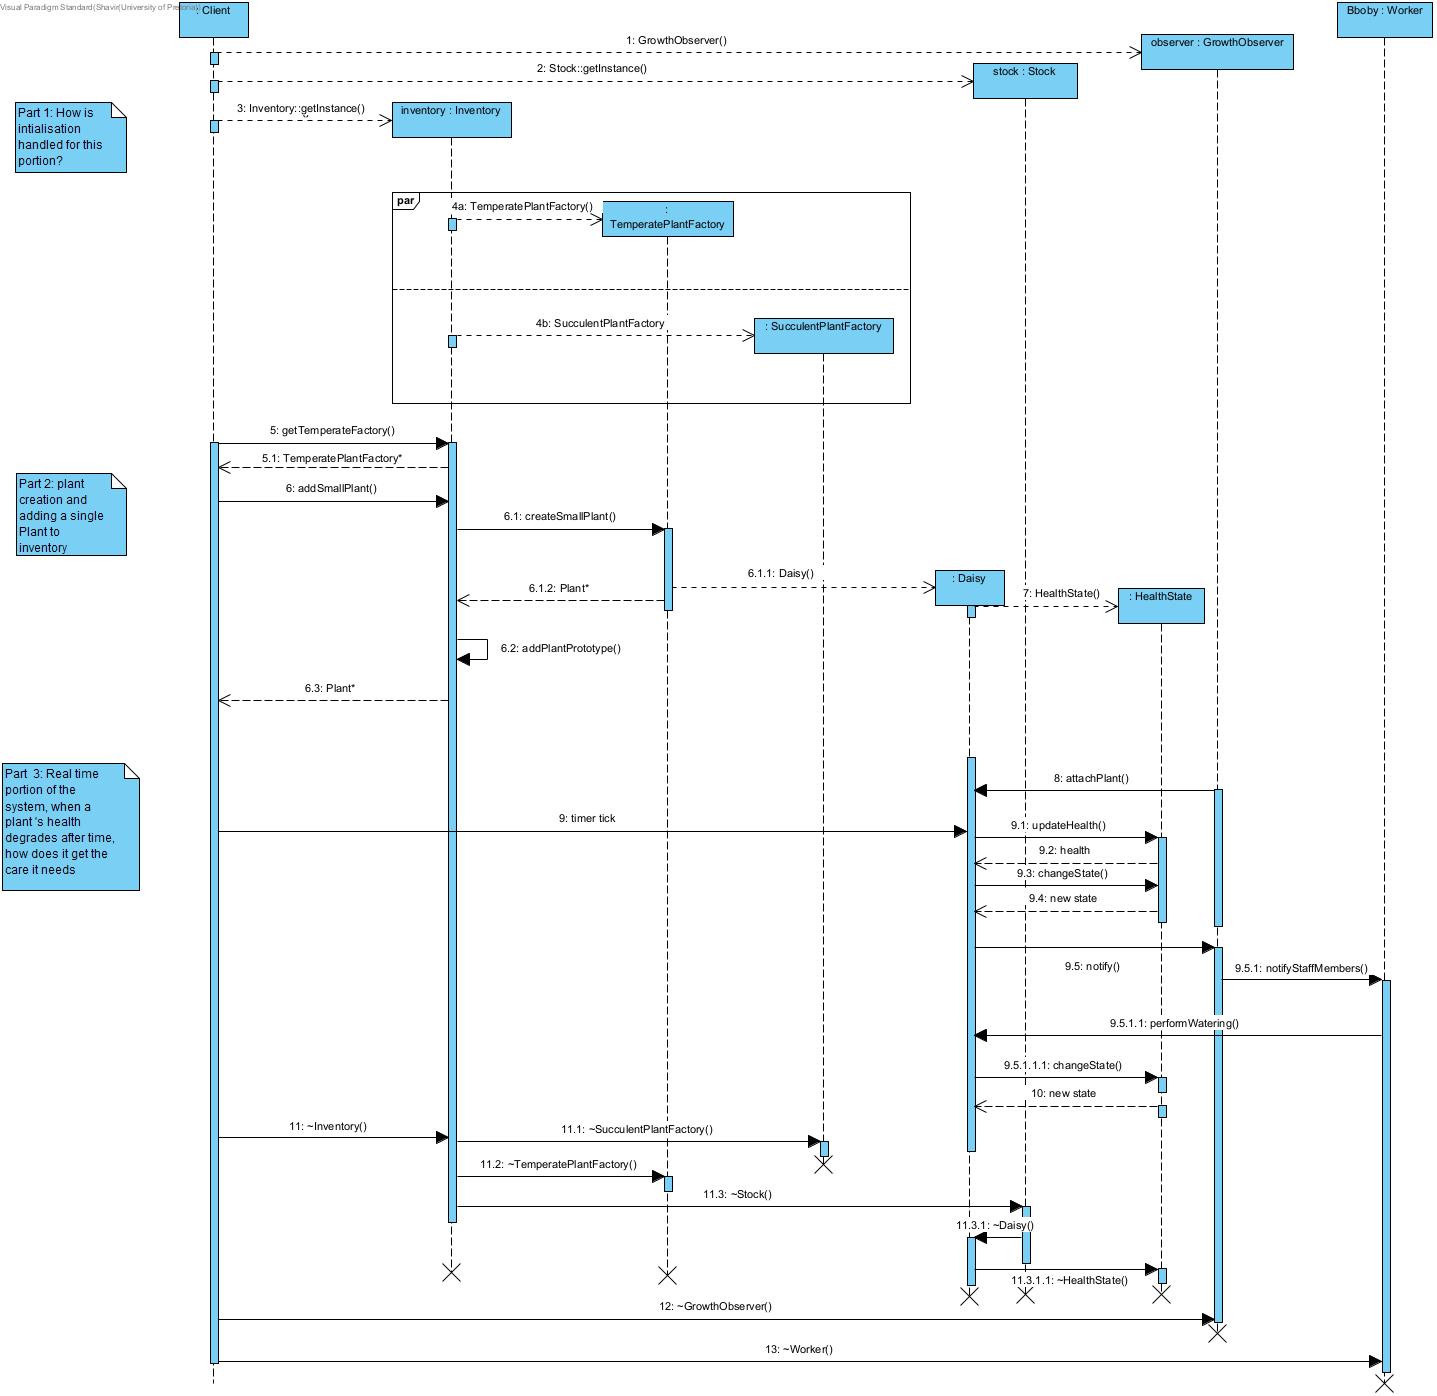 Visual Paradigm Standard(Shavir(University of Pretoria))
: Client
Bboby : Worker
1: GrowthObserver()
observer : GrowthObserver
2: Stock::getInstance()
stock : Stock
3: Inventory::getInstance()
inventory : Inventory
Part 1: How is
intialisation
handled for this
portion?
par
4a: TemperatePlantFactory()
:
TemperatePlantFactory
4b: SucculentPlantFactory
: SucculentPlantFactory
5: getTemperateFactory()
5.1: TemperatePlantFactory*
Part 2: plant
creation and
adding a single
Plant to
inventory
6: addSmallPlant()
6.1: createSmallPlant()
6.1.1: Daisy()
: Daisy
6.1.2: Plant*
7: HealthState()
: HealthState
6.2: addPlantPrototype()
6.3: Plant*
Part  3: Real time
portion of the
system, when a
plant 's health
degrades after time,
how does it get the
care it needs
8: attachPlant()
9: timer tick
9.1: updateHealth()
9.2: health
9.3: changeState()
9.4: new state
9.5: notify()
9.5.1: notifyStaffMembers()
9.5.1.1: performWatering()
9.5.1.1.1: changeState()
10: new state
11: ~Inventory()
11.1: ~SucculentPlantFactory()
11.2: ~TemperatePlantFactory()
11.3: ~Stock()
11.3.1: ~Daisy()
11.3.1.1: ~HealthState()
12: ~GrowthObserver()
13: ~Worker()